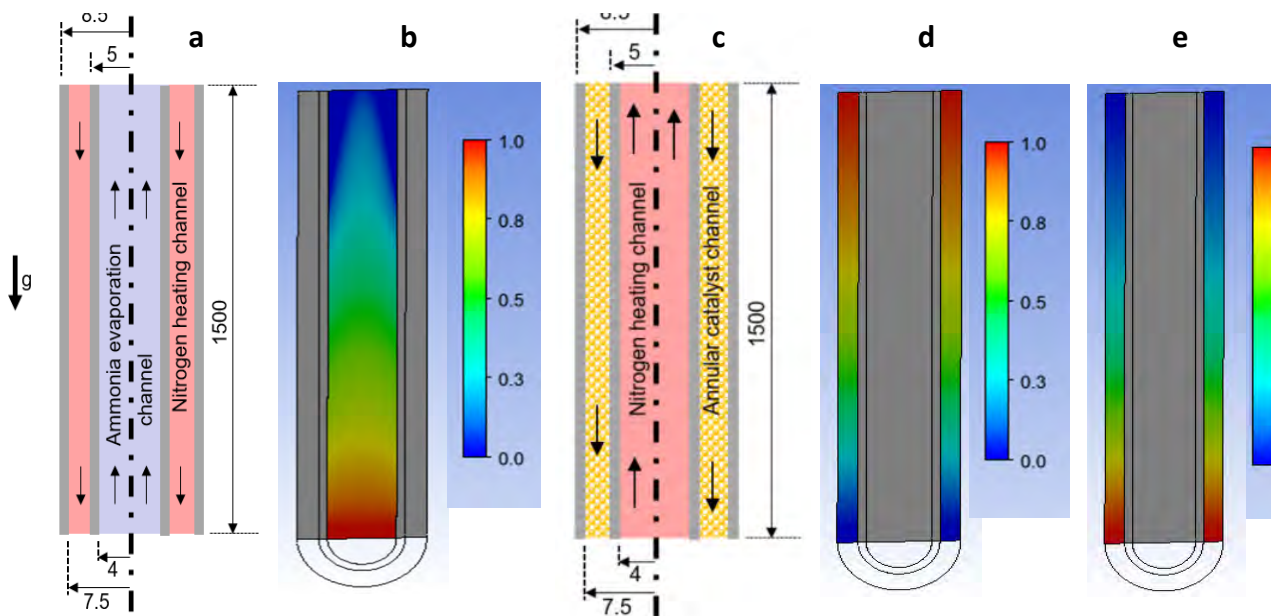 8.5
a
b
5
g
Ammonia evaporation
channel
Nitrogen heating channel
1500
4
7.5
1.0
0.8
0.5
0.3
0.0
c
5
Nitrogen heating channel
Annular catalyst channel
1500
4
7.5
d
1.0
0.8
0.5
0.3
0.0
e